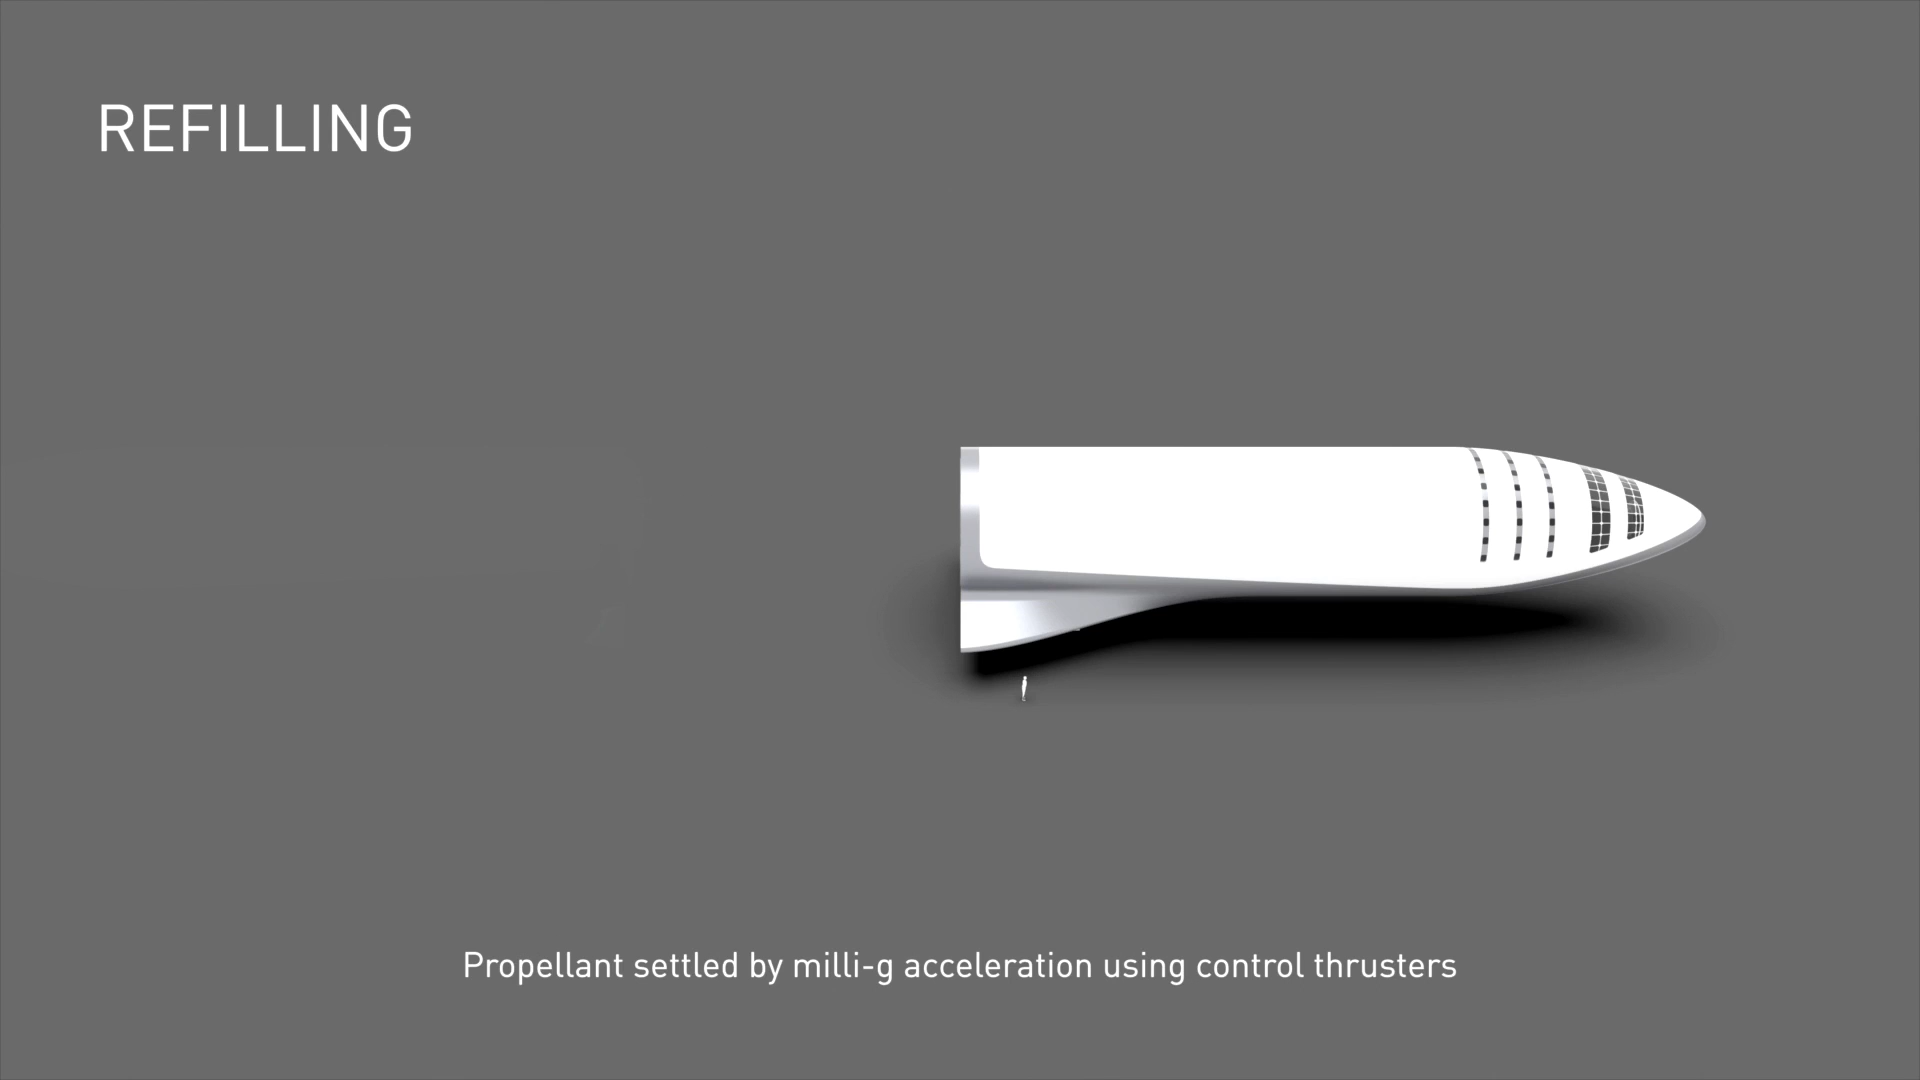 REFILLING
Propellant settled by milli-g acceleration using control thrusters